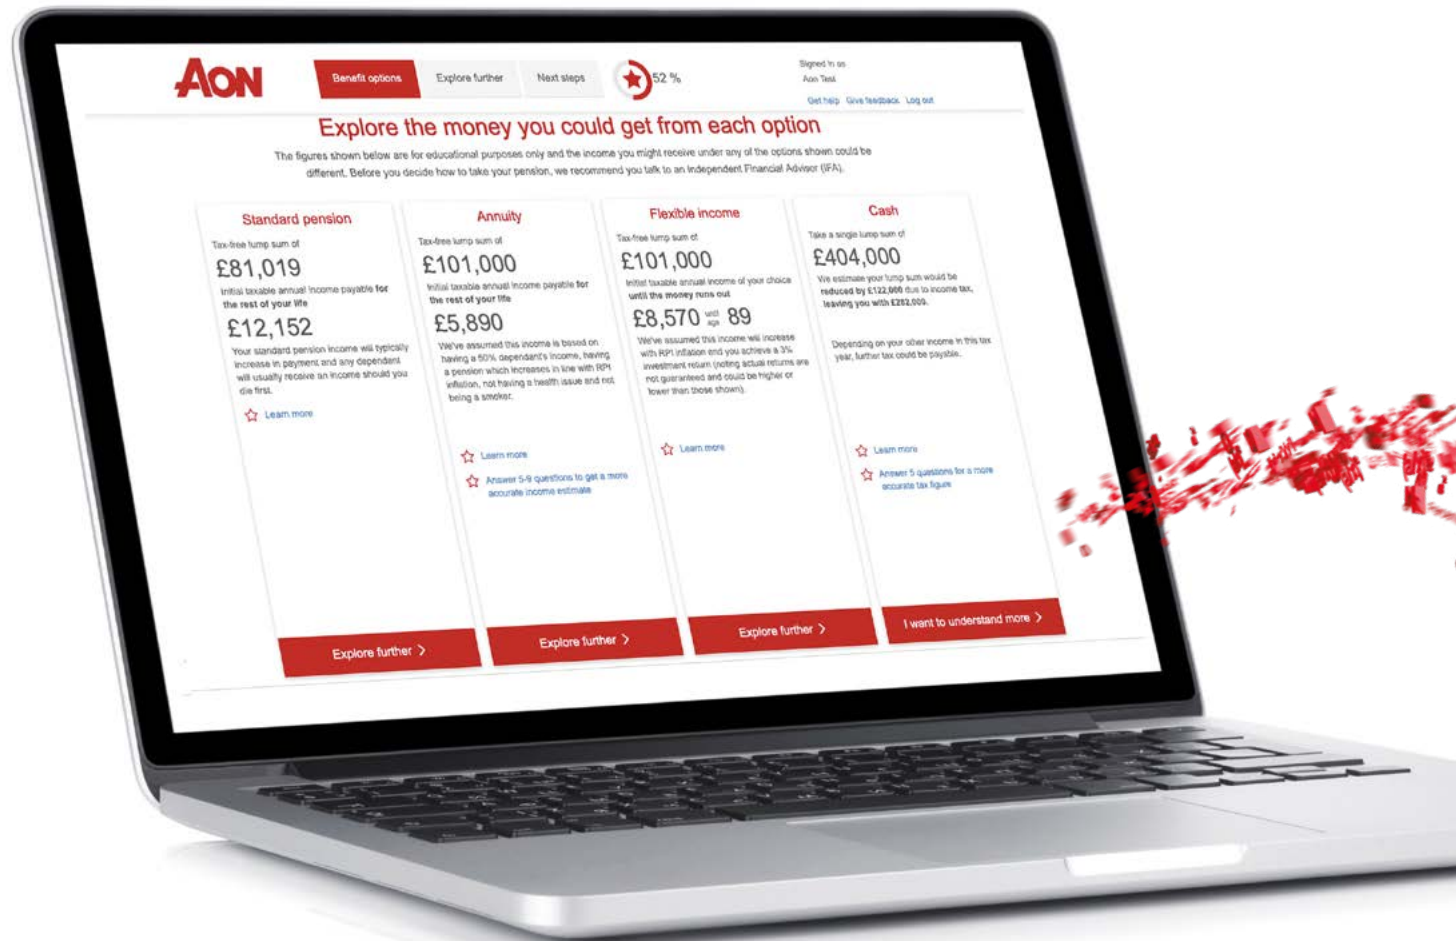 AON
Benefit options
Explore further
Next steps
52 %
Signed in as
Aon Test
Get help Give feedback Log out
Explore the money you could get from each option
The figures shown below are for educational purposes only and the income you might receive under any of the options shown could be
different. Before you decide how to take your pension, we recommend you talk to an Independent Financial Advisor (IFA).
Standard pension
Tax-free lump sum of
£81,019
Initial taxable annual income payable for
the rest of your life
£12,152
Your standard pension income will typically
increase in payment and any dependant
will usually receive an income should you
die first.
Learn more
Explore further >
Annuity
Tax-free lump sum of
£101,000
Initial taxable annual income payable for
the rest of your life
£5,890
We've assumed this income is based on
having a 50% dependant's income, having
a pension which increases in line with RPI
inflation, not having a health issue and not
being a smoker.
Learn more
Answer 5-9 questions to get a more
accurate income estimate
Explore further >
Flexible income
Tax-free lump sum of
£101,000
Initial taxable annual income of your choice
until the money runs out
£8,570 until age 89
We've assumed this income will increase
with RPI inflation and you achieve a 3%
investment return (noting actual returns are
not guaranteed and could be higher or
lower than those shown).
Learn more
Explore further >
Cash
Take a single lump sum of
£404,000
We estimate your lump sum would be
reduced by £122,000 due to income tax,
leaving you with £282,000.
Depending on your other income in this tax
year, further tax could be payable.
Learn more
Answer 5 questions for a more
accurate tax figure
I want to understand more >